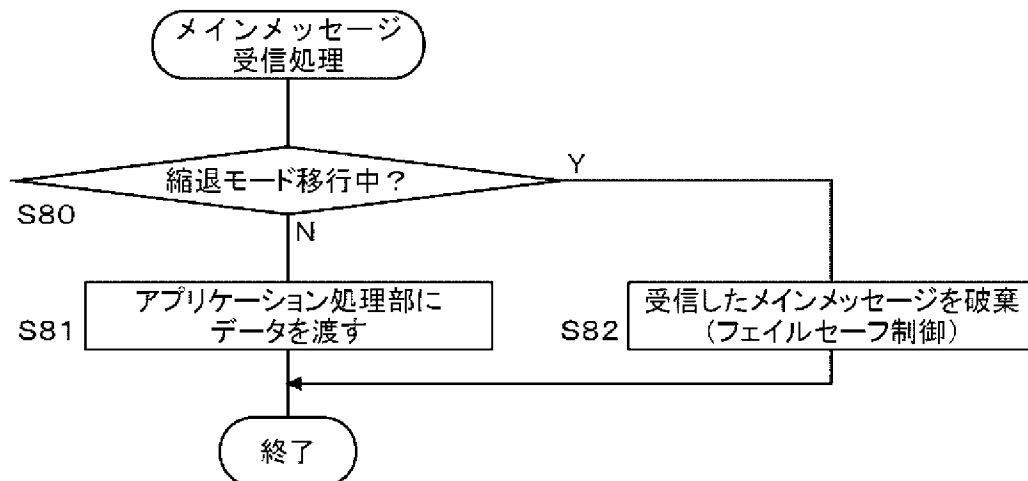 メインメッセージ
受信処理
縮退モード移行中？
Y
S80
N
アプリケーション処理部に
データを渡す
S81
受信したメインメッセージを破棄
(フェイルセーフ制御)
S82
終了